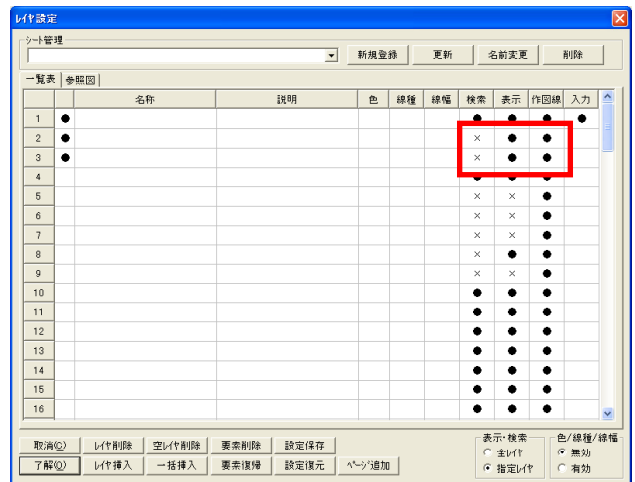 レイヤ設定
シート管理
新規登録 更新 名前変更 削除
一覧表 参照図
名称 説明 色 線種 線幅 検索 表示 作図線 入力
1 ● ● ● ● ●
2 ● × ● ●
3 ● × ● ●
4 ● ● ●
5 × × ●
6 × × ●
7 × × ●
8 × ● ●
9 × × ●
10 ● ● ●
11 ● ● ●
12 ● ● ●
13 ● ● ●
14 ● ● ●
15 ● ● ●
16 ● ● ●
表示・検索 色/線種/線幅
取消(C) レイヤ削除 空レイヤ削除 要素削除 設定保存 全レイヤ 無効
了解(O) レイヤ挿入 一括挿入 要素復帰 設定復元 ページ追加 指定レイヤ 有効